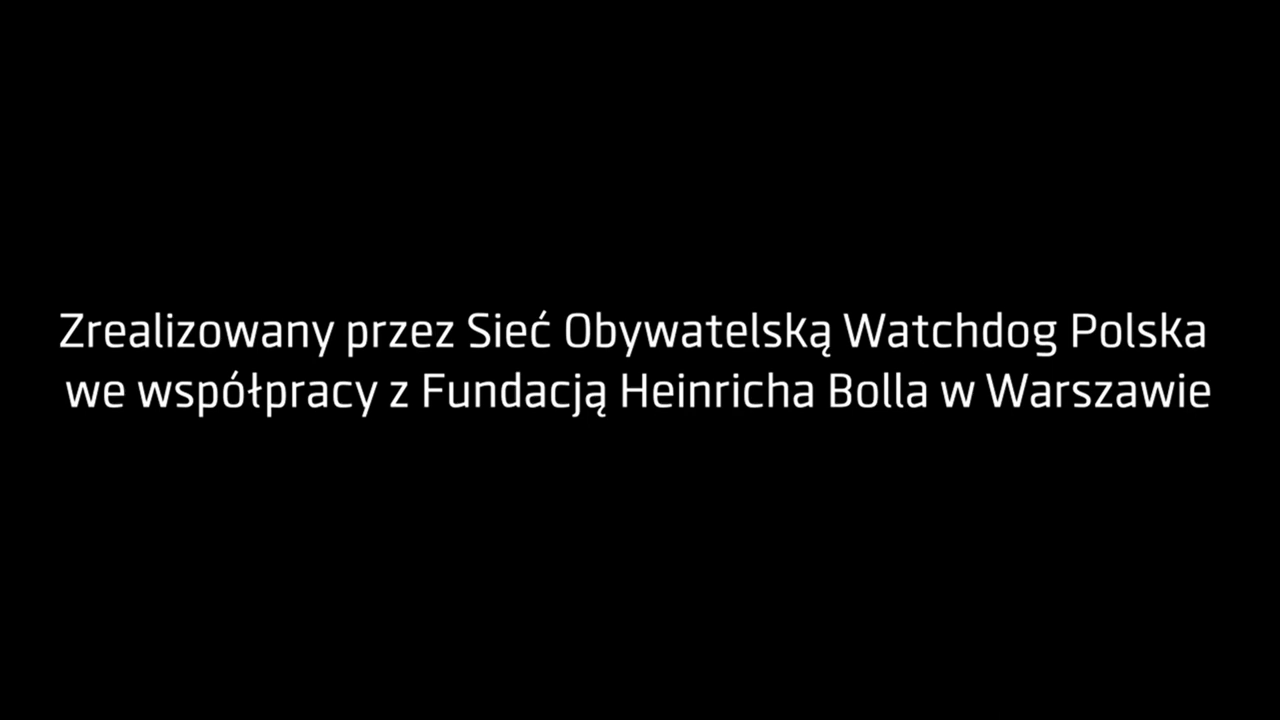 Zrealizowany przez Sieć Obywatelską Watchdog Polska
we współpracy z Fundacją Heinricha Bolla w Warszawie